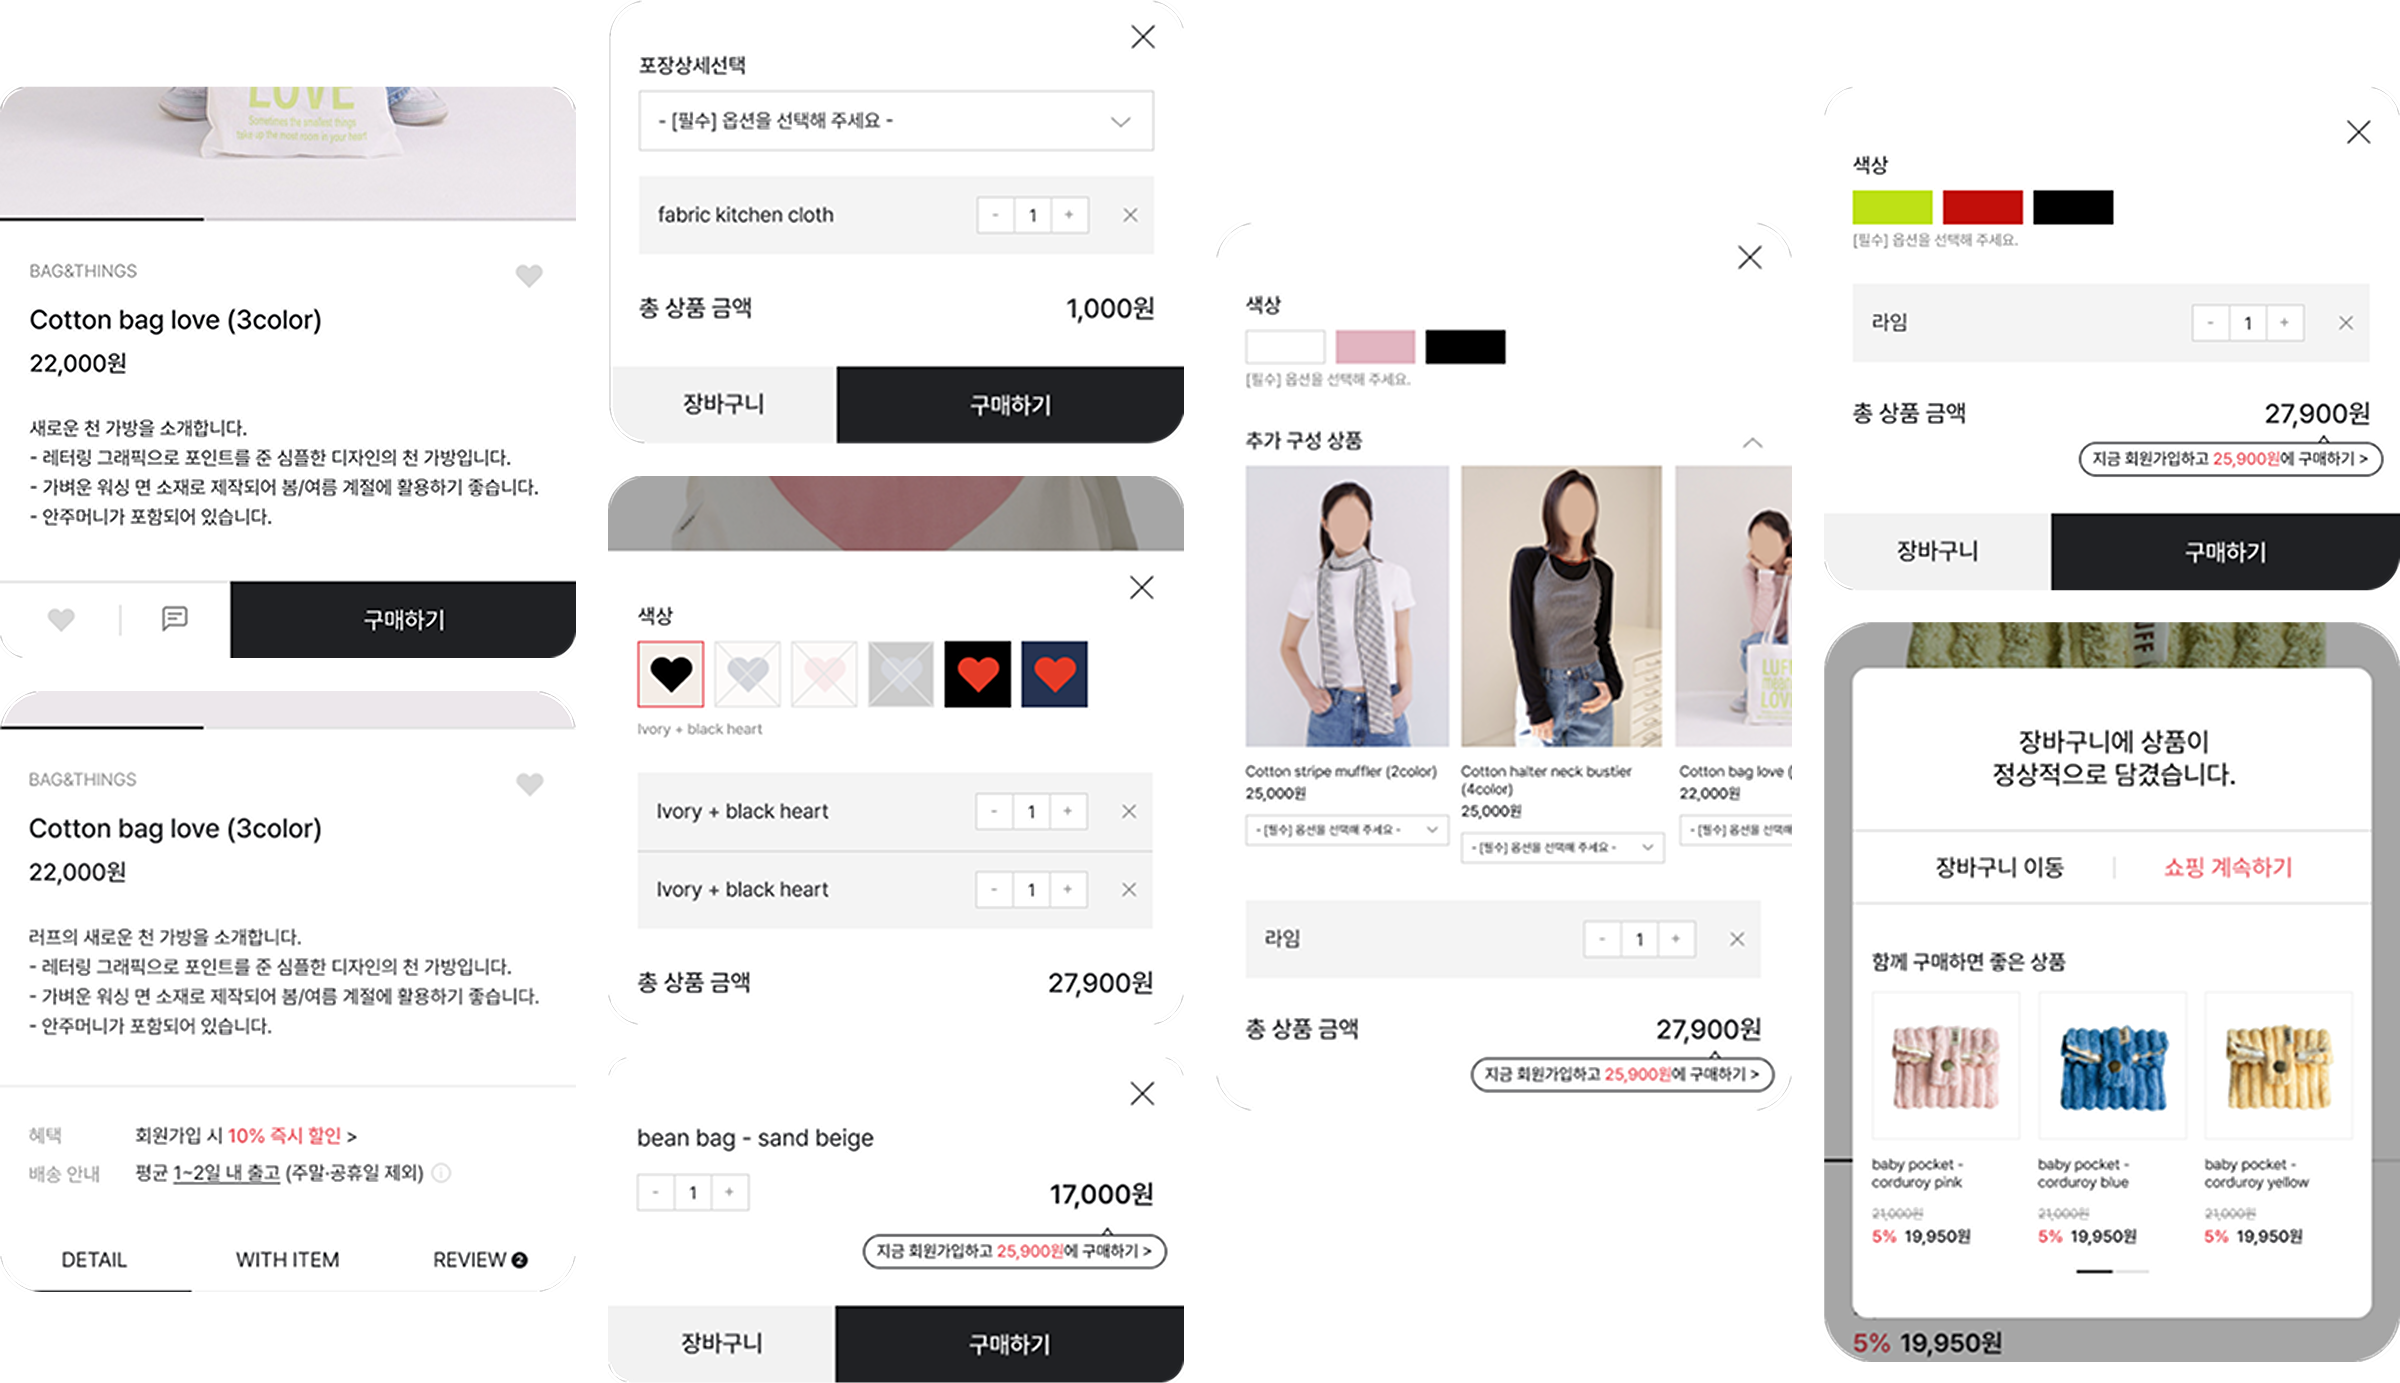 LOVE
Sometimes the smallest things
take up the most room in your heart
BAG&THINGS
Cotton bag love (3color)
22,000원
새로운 천 가방을 소개합니다.
- 레터링 그래픽으로 포인트를 준 심플한 디자인의 천 가방입니다.
- 가벼운 워싱 면 소재로 제작되어 봄/여름 계절에 활용하기 좋습니다.
- 안주머니가 포함되어 있습니다.
구매하기
BAG&THINGS
Cotton bag love (3color)
22,000원
러프의 새로운 천 가방을 소개합니다.
- 레터링 그래픽으로 포인트를 준 심플한 디자인의 천 가방입니다.
- 가벼운 워싱 면 소재로 제작되어 봄/여름 계절에 활용하기 좋습니다.
- 안주머니가 포함되어 있습니다.
혜택 회원가입 시 10% 즉시 할인 >
배송 안내 평균 1~2일 내 출고 (주말·공휴일 제외)
DETAIL WITH ITEM REVIEW 2
포장상세선택
- [필수] 옵션을 선택해 주세요 -
fabric kitchen cloth - 1 +
총 상품 금액 1,000원
장바구니 구매하기
색상
Ivory + black heart
Ivory + black heart - 1 +
Ivory + black heart - 1 +
총 상품 금액 27,900원
bean bag - sand beige
- 1 + 17,000원
지금 회원가입하고 25,900원에 구매하기 >
장바구니 구매하기
색상
[필수] 옵션을 선택해 주세요.
추가 구성 상품
LOVE
Cotton stripe muffler (2color)
25,000원
- [필수] 옵션을 선택해 주세요 -
Cotton halter neck bustier
(4color)
25,000원
- [필수] 옵션을 선택해 주세요 -
Cotton bag love (
22,000원
- [필수] 옵션을 선택해
라임 - 1 +
총 상품 금액 27,900원
지금 회원가입하고 25,900원에 구매하기 >
색상
[필수] 옵션을 선택해 주세요.
라임 - 1 +
총 상품 금액 27,900원
지금 회원가입하고 25,900원에 구매하기 >
장바구니 구매하기
UFF
장바구니에 상품이
정상적으로 담겼습니다.
장바구니 이동 쇼핑 계속하기
함께 구매하면 좋은 상품
baby pocket -
corduroy pink
21,000원
5% 19,950원
baby pocket -
corduroy blue
21,000원
5% 19,950원
baby pocket -
corduroy yellow
21,000원
5% 19,950원
5% 19,950원